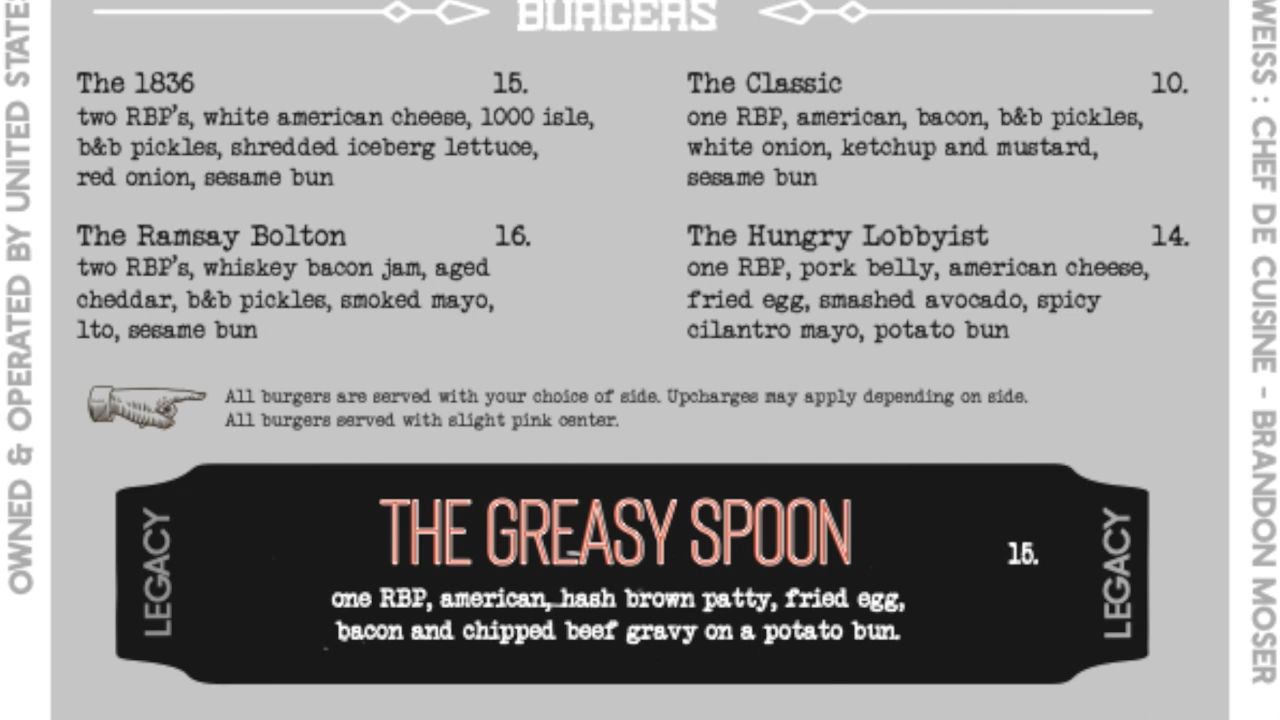 BURGERS
The 1836 15.
two RBP's, white american cheese, 1000 isle,
b&b pickles, shredded iceberg lettuce,
red onion, sesame bun
The Classic 10.
one RBP, american, bacon, b&b pickles,
white onion, ketchup and mustard,
sesame bun
The Ramsay Bolton 16.
two RBP's, whiskey bacon jam, aged
cheddar, b&b pickles, smoked mayo,
lto, sesame bun
The Hungry Lobbyist 14.
one RBP, pork belly, american cheese,
fried egg, smashed avocado, spicy
cilantro mayo, potato bun
All burgers are served with your choice of side. Upcharges may apply depending on side.
All burgers served with slight pink center.
LEGACY
THE GREASY SPOON
15.
one RBP, american, hash brown patty, fried egg,
bacon and chipped beef gravy on a potato bun.
LEGACY
OWNED & OPERATED BY UNITED STATES
WEISS : CHEF DE CUISINE - BRANDON MOSER